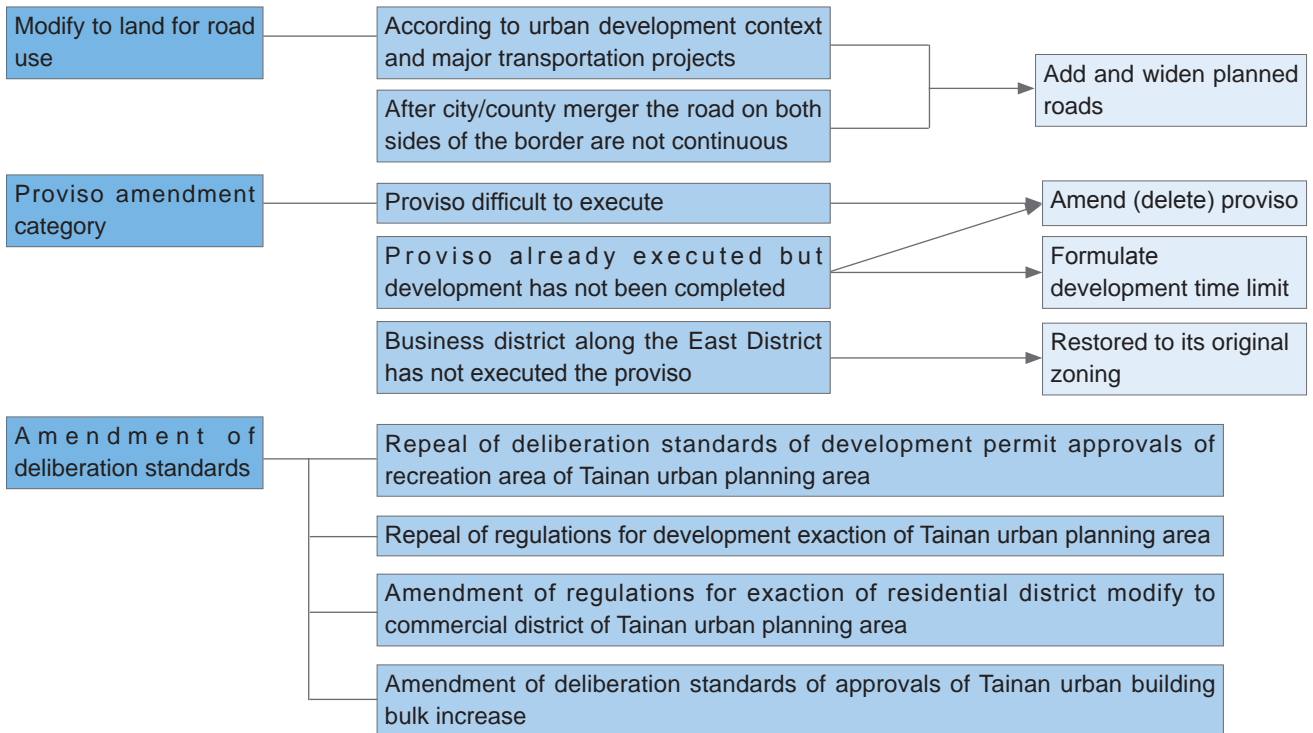 Modify to land for road
use
According to urban development context
and major transportation projects
After city/county merger the road on both
sides of the border are not continuous
Add and widen planned
roads
Proviso amendment
category
Proviso difficult to execute
Proviso already executed but
development has not been completed
Business district along the East District
has not executed the proviso
Amend (delete) proviso
Formulate
development time limit
Restored to its original
zoning
Amendment of
deliberation standards
Repeal of deliberation standards of development permit approvals of
recreation area of Tainan urban planning area
Repeal of regulations for development exaction of Tainan urban planning area
Amendment of regulations for exaction of residential district modify to
commercial district of Tainan urban planning area
Amendment of deliberation standards of approvals of Tainan urban building
bulk increase